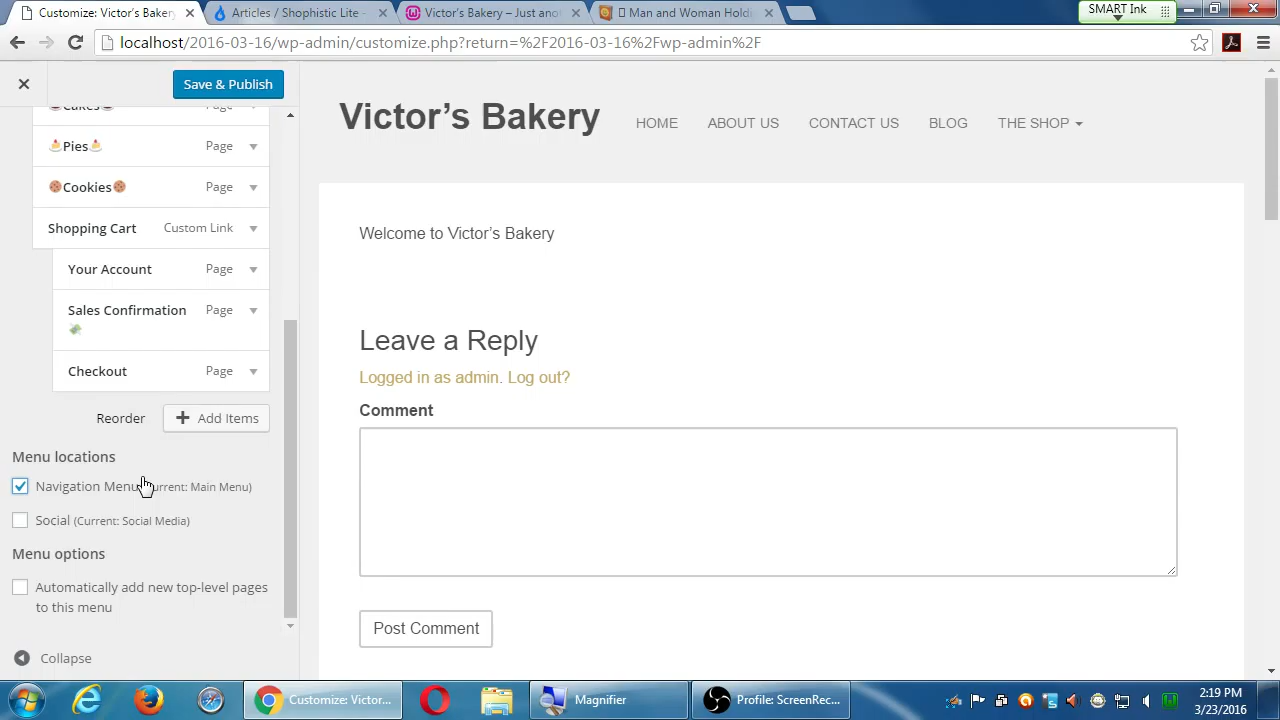 Customize: Victor's Bakery
Articles / Shophistic Lite -
Victor's Bakery – Just anot
Man and Woman Holdi
SMART Ink
localhost/2016-03-16/wp-admin/customize.php?return=%2F2016-03-16%2Fwp-admin%2F
Save & Publish
Cakes Page
Pies Page
Cookies Page
Shopping Cart Custom Link
Your Account Page
Sales Confirmation Page
Checkout Page
Reorder Add Items
Menu locations
Navigation Menu (Current: Main Menu)
Social (Current: Social Media)
Menu options
Automatically add new top-level pages
to this menu
Collapse
Victor's Bakery
HOME ABOUT US CONTACT US BLOG THE SHOP
Welcome to Victor's Bakery
Leave a Reply
Logged in as admin. Log out?
Comment
Post Comment
Customize: Victor...
Magnifier
Profile: ScreenRec...
2:19 PM
3/23/2016